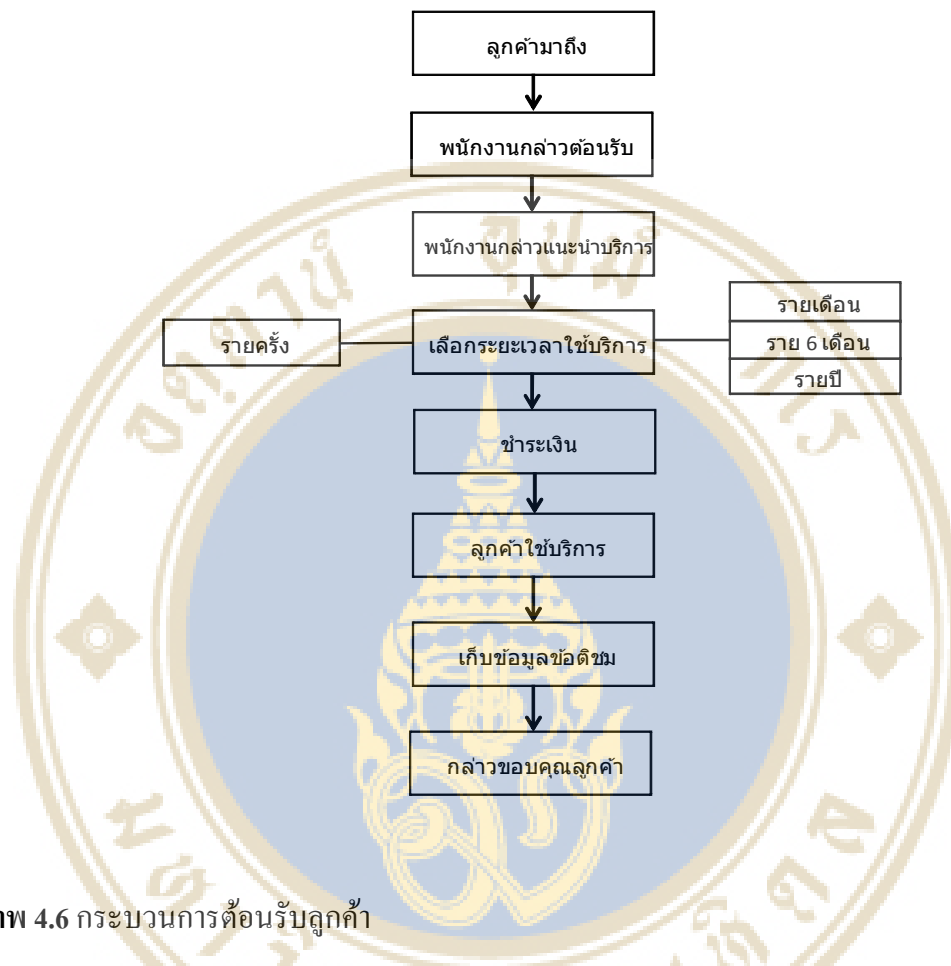 ลูกค้ามาถึง
พนักงานกล่าวต้อนรับ
พนักงานกล่าวแนะนำบริการ
รายครั้ง
เลือกระยะเวลาใช้บริการ
รายเดือน
ราย 6 เดือน
รายปี
ชำระเงิน
ลูกค้าใช้บริการ
เก็บข้อมูลข้อติชม
กล่าวขอบคุณลูกค้า
าพ 4.6 กระบวนการต้อนรับลูกค้า